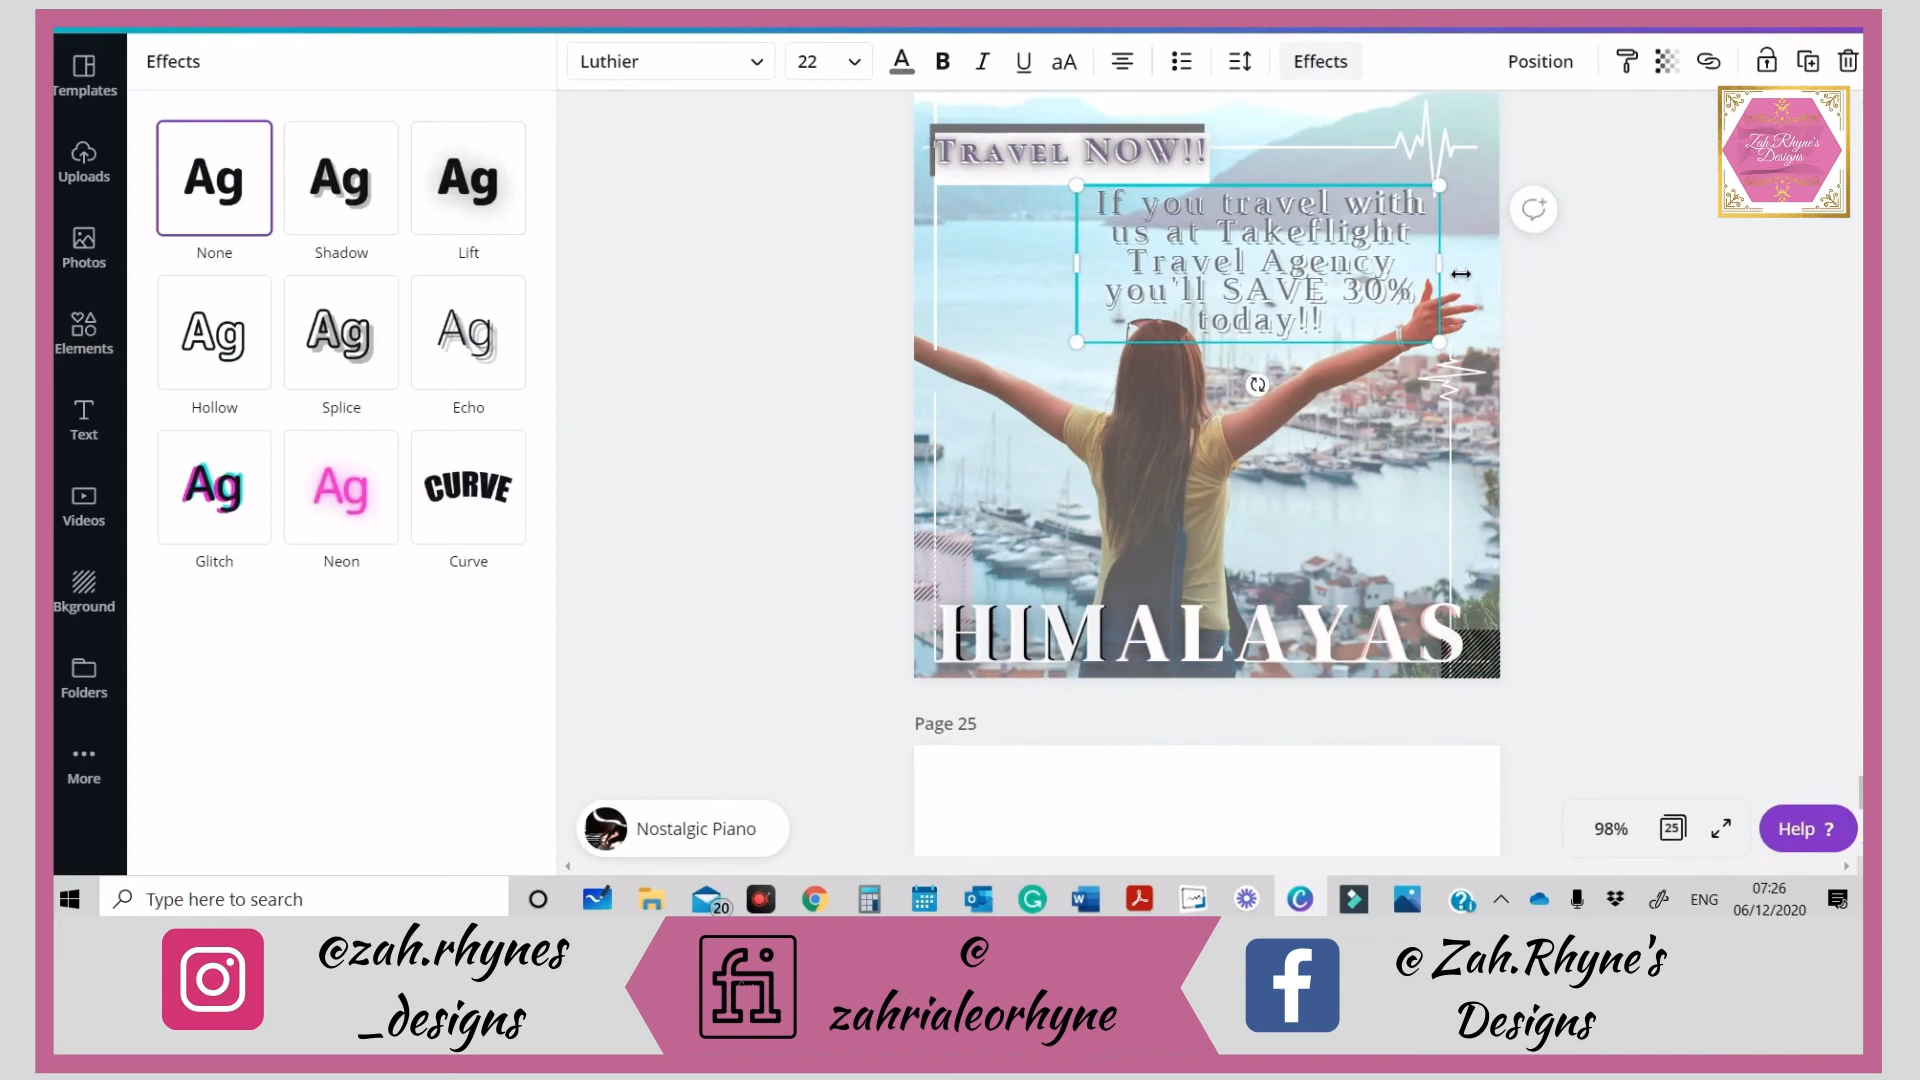 Effects
Luthier
22
A
B
I
U
aA
Effects
Position
Templates
Uploads
Photos
Elements
Text
Videos
Bkground
Folders
More
Ag
Ag
Ag
None
Shadow
Lift
Ag
Ag
Ag
Hollow
Splice
Echo
Ag
Ag
CURVE
Glitch
Neon
Curve
Zah.Rhyne's
Designs
TRAVEL NOW!!
If you travel with
us at Takeflight
Travel Agency
you'll SAVE 30%
today!!
HIMALAYAS
Page 25
Nostalgic Piano
98%
25
Help ?
Type here to search
20
ENG
07:26
06/12/2020
@zah.rhynes
_designs
fi
@
zahrialeorhyne
f
@ Zah.Rhyne's
Designs